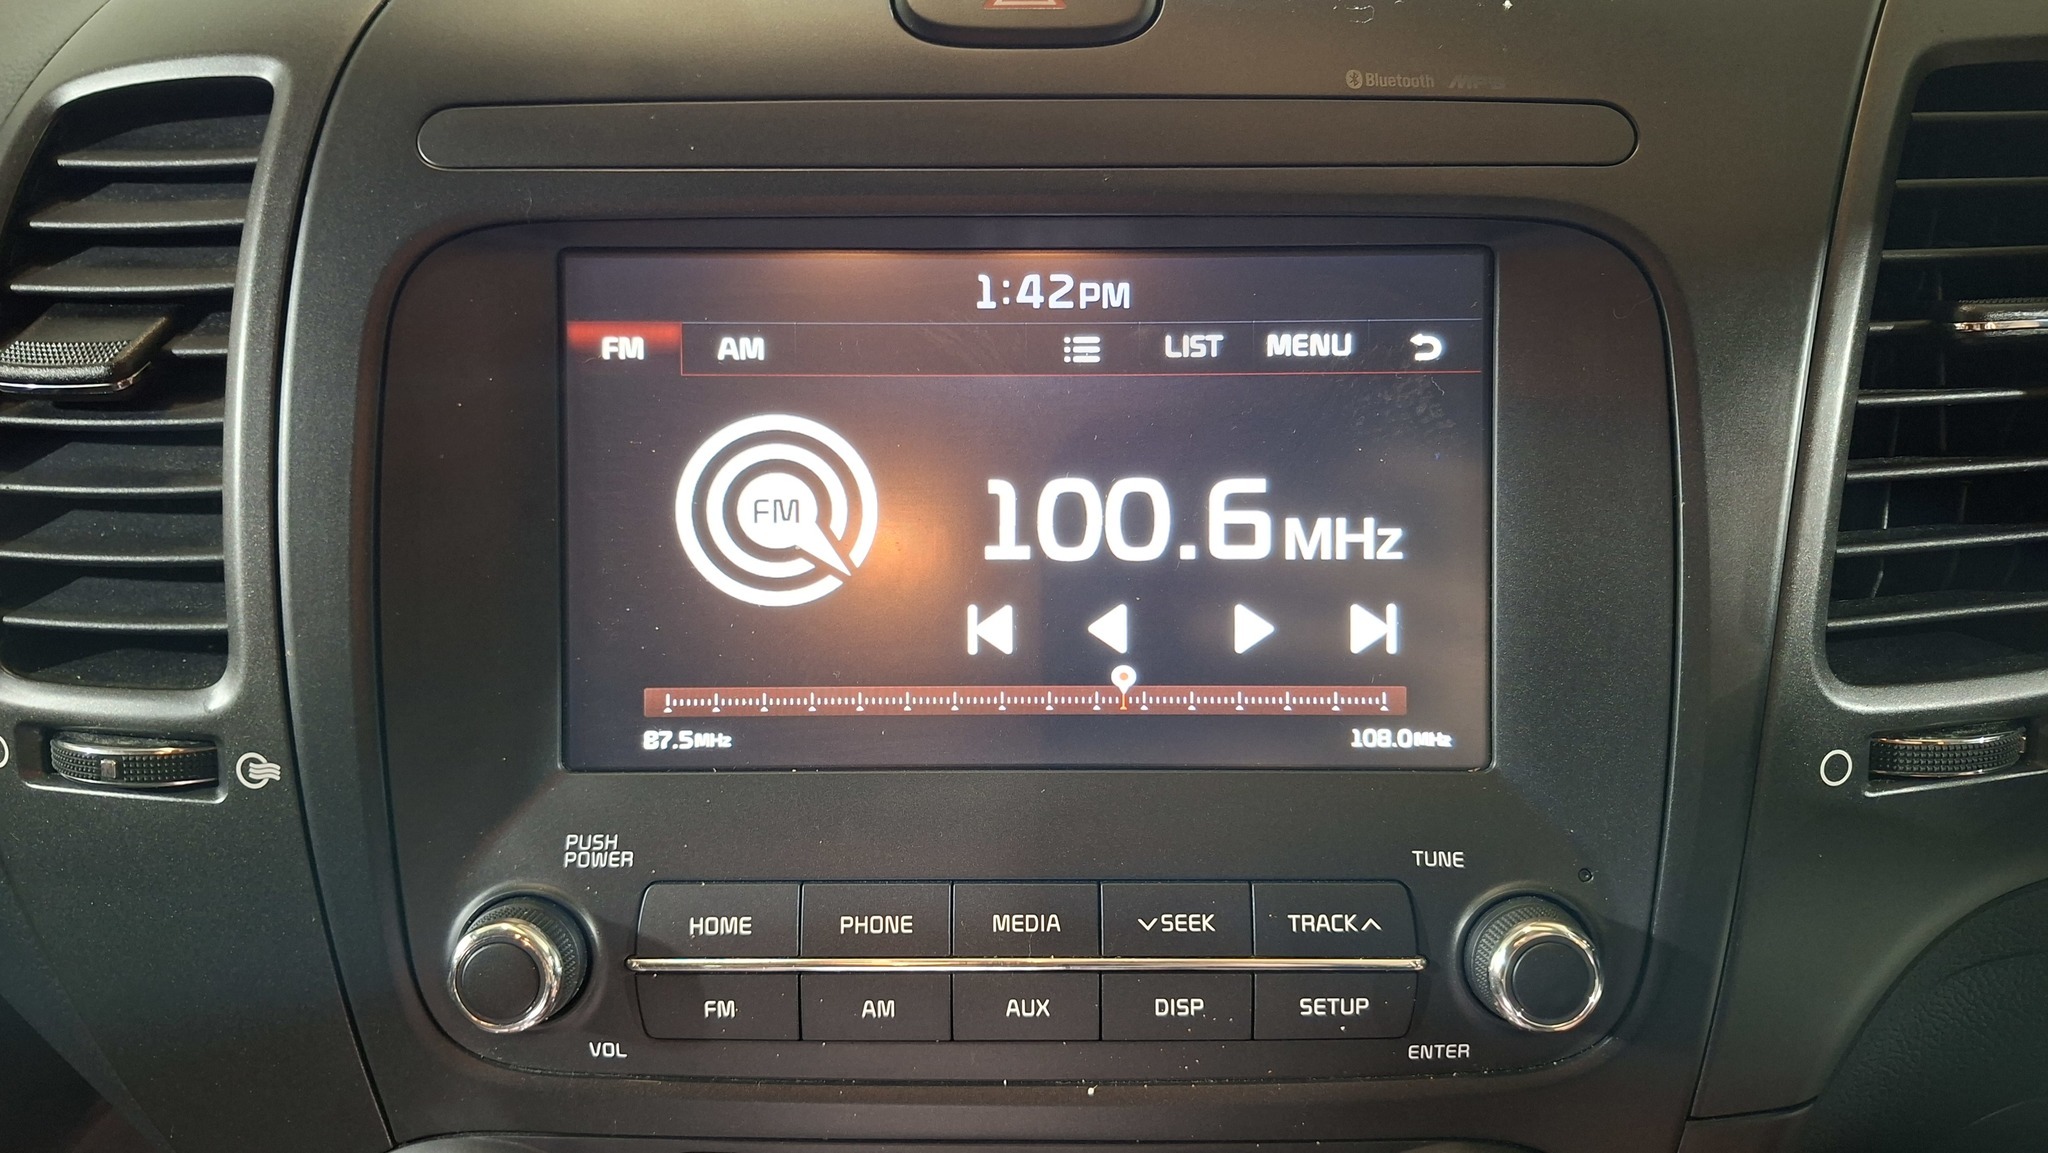 Bluetooth MP3
1:42PM
FM AM LIST MENU
FM
100.6MHz
87.5MHz 108.0MHz
PUSH
POWER
TUNE
HOME PHONE MEDIA SEEK TRACK
FM AM AUX DISP SETUP
VOL ENTER